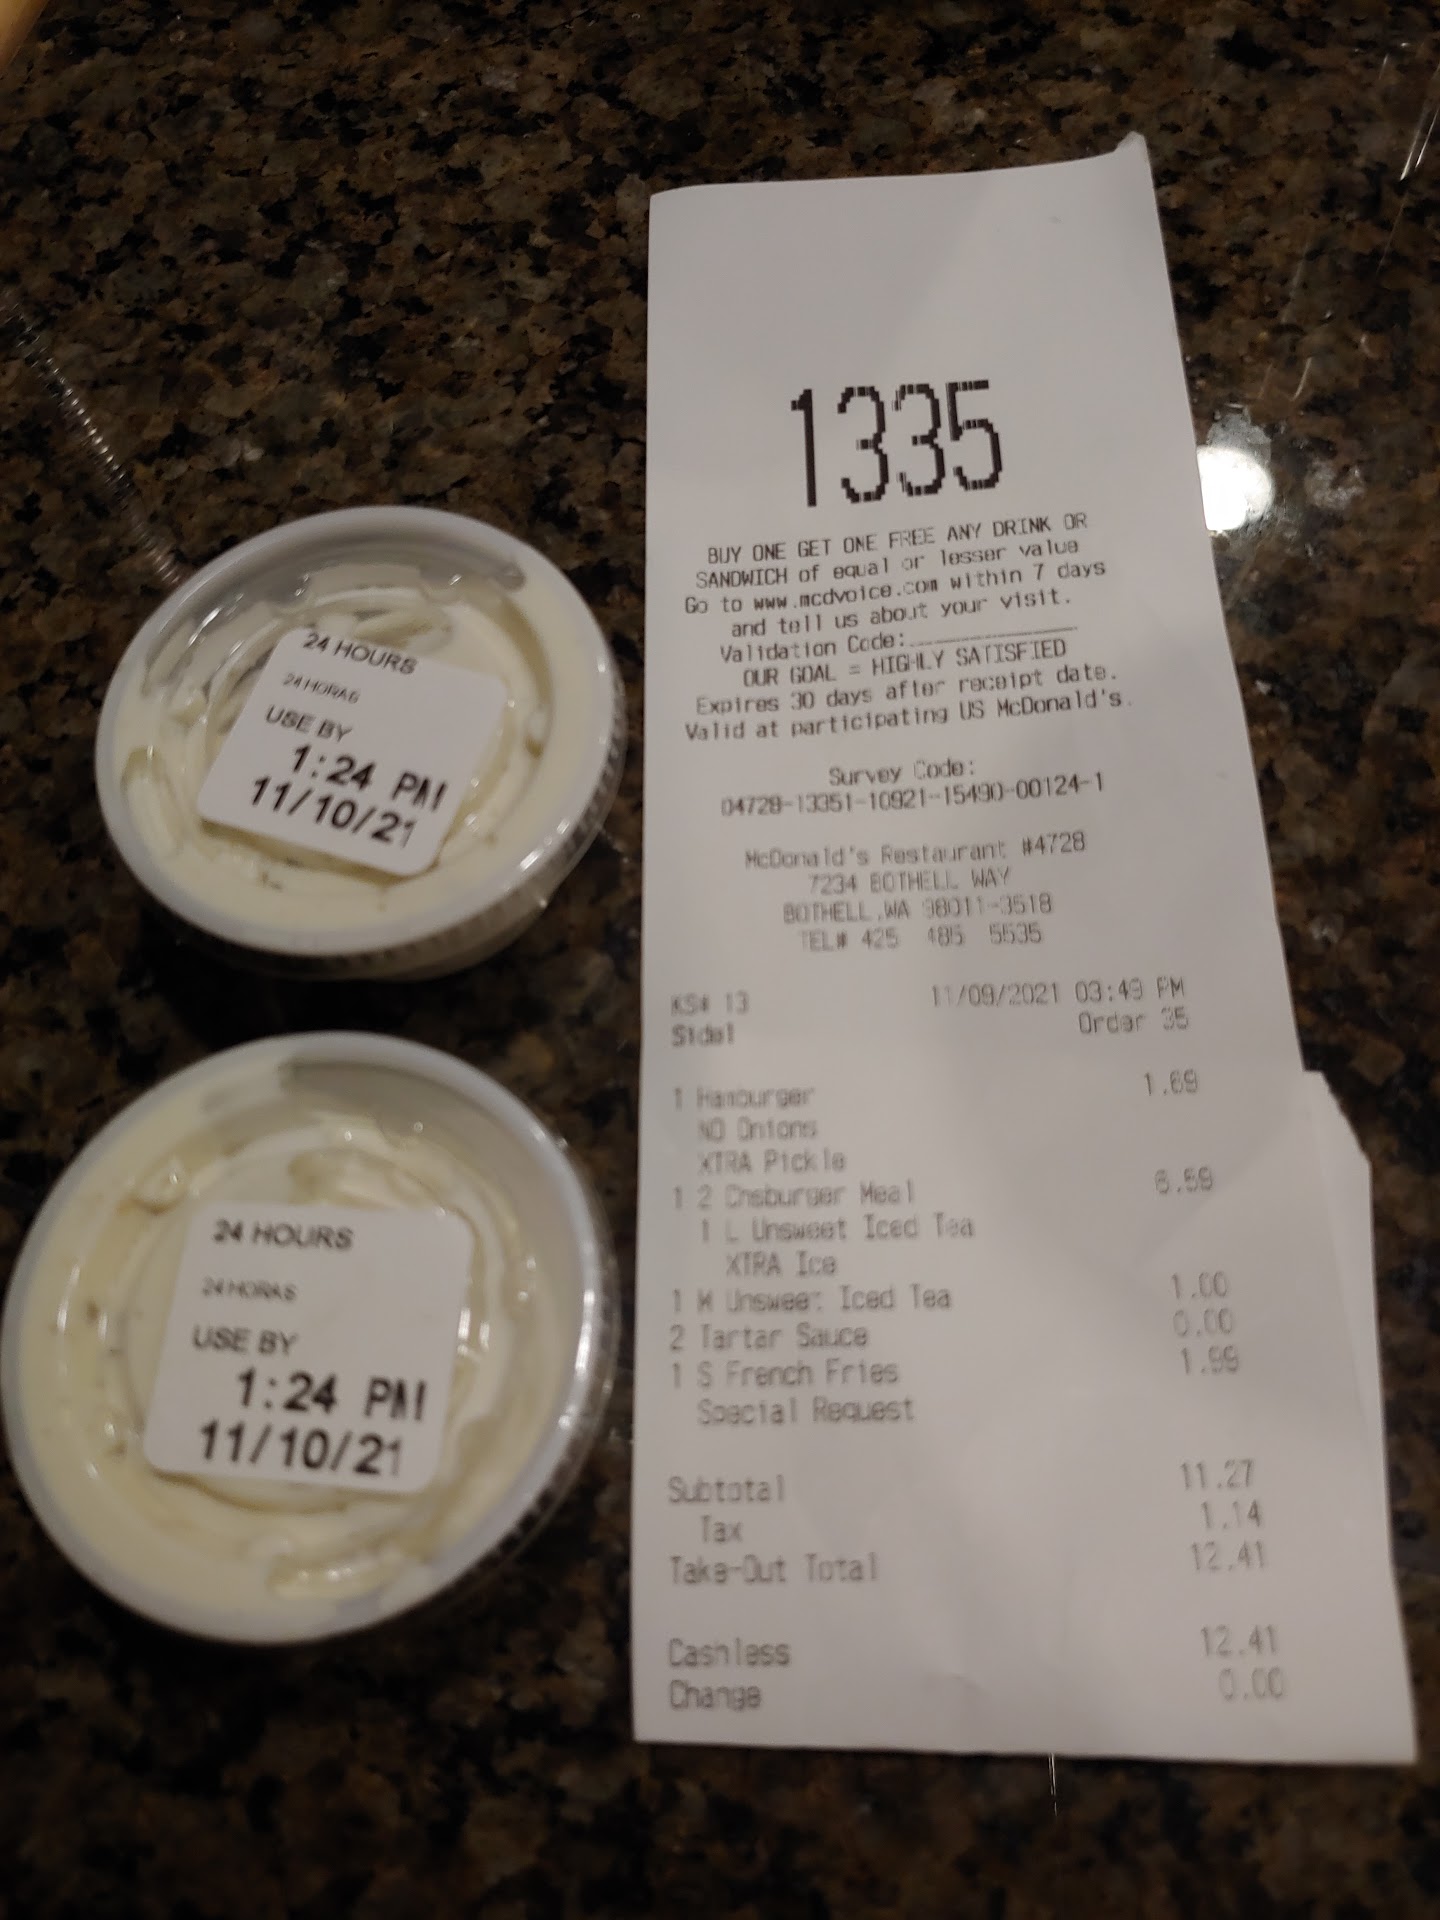 24 HOURS
24 HORAS
USE BY
1:24 PM
11/10/21
24 HOURS
24 HORAS
USE BY
1:24 PM
11/10/21
1335
BUY ONE GET ONE FREE ANY DRINK OR
SANDWICH of equal or lesser value
Go to www.mcdvoice.com within 7 days
and tell us about your visit.
Validation Code:
OUR GOAL = HIGHLY SATISFIED
Expires 30 days after receipt date.
Valid at participating US McDonald's.
Survey Code:
04728-13351-10921-15490-00124-1
McDonald's Restaurant #4728
7234 BOTHELL WAY
BOTHELL,WA 98011-3518
TEL# 425 485 5535
KS# 13 11/09/2021 03:49 PM
Side1 Order 35
1 Hamburger 1.69
NO Onions
XTRA Pickle
1 2 Chsburger Meal 6.59
1 L Unsweet Iced Tea
XTRA Ice
1 M Unsweet Iced Tea 1.00
2 Tartar Sauce 0.00
1 S French Fries 1.99
Special Request
Subtotal 11.27
Tax 1.14
Take-Out Total 12.41
Cashless 12.41
Change 0.00